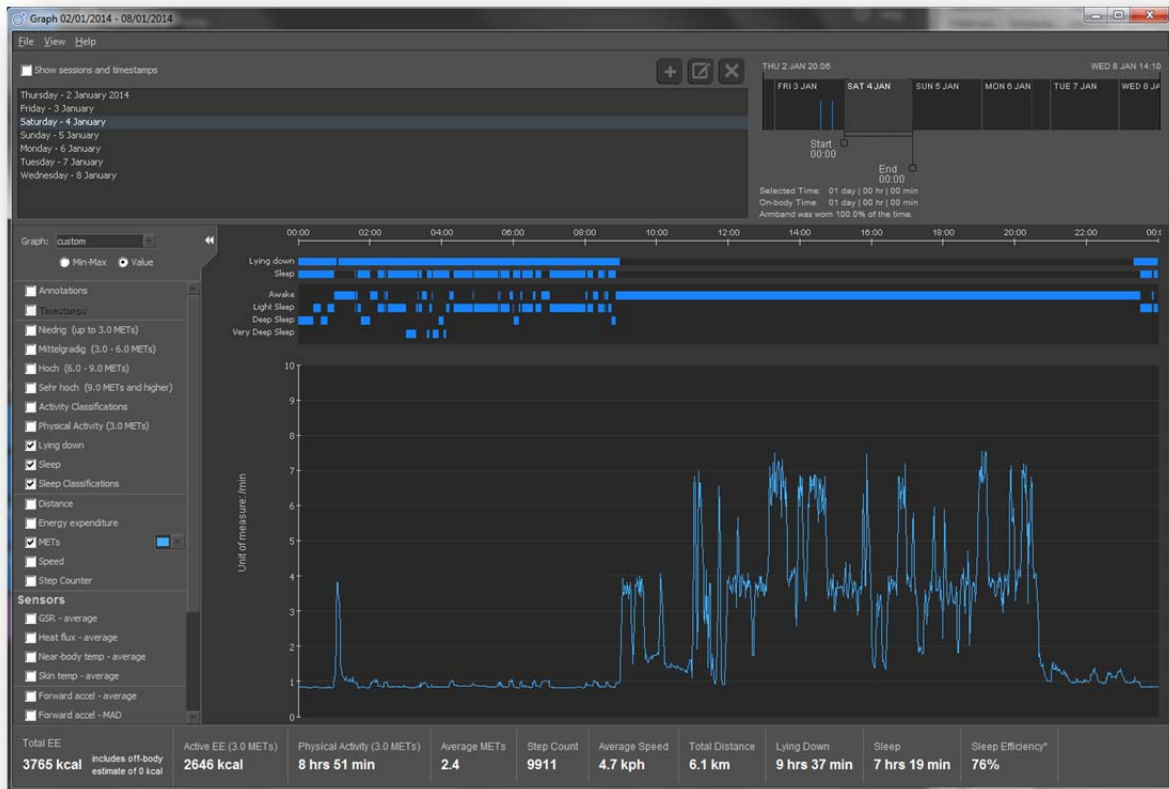 Graph 02/01/2014 - 08/01/2014
File View Help
Show sessions and timestamps
Thursday - 2 January 2014
Friday - 3 January
Saturday - 4 January
Sunday - 5 January
Monday - 6 January
Tuesday - 7 January
Wednesday - 8 January
THU 2 JAN 20:06 WED 8 JAN 14:10
FRI 3 JAN SAT 4 JAN SUN 5 JAN MON 6 JAN TUE 7 JAN WED 8 JA
Start
00:00
End
00:00
Selected Time: 01 day | 00 hr | 00 min
On-body Time: 01 day | 00 hr | 00 min
Armband was worn 100.0% of the time.
Graph: custom
Min-Max Value
Annotations
Timestamps
Niedrig (up to 3.0 METs)
Mittelgradig (3.0 - 6.0 METs)
Hoch (6.0 - 9.0 METs)
Sehr hoch (9.0 METs and higher)
Activity Classifications
Physical Activity (3.0 METs)
Lying down
Sleep
Sleep Classifications
Distance
Energy expenditure
METs
Speed
Step Counter
Sensors
GSR - average
Heat flux - average
Near-body temp - average
Skin temp - average
Forward accel - average
Forward accel - MAD
00:00 02:00 04:00 06:00 08:00 10:00 12:00 14:00 16:00 18:00 20:00 22:00 00:0
Lying down
Sleep
Awake
Light Sleep
Deep Sleep
Very Deep Sleep
Unit of measure: /min
10
9
8
7
6
5
4
3
2
1
0
Total EE
3765 kcal includes off-body estimate of 0 kcal
Active EE (3.0 METs)
2646 kcal
Physical Activity (3.0 METs)
8 hrs 51 min
Average METs
2.4
Step Count
9911
Average Speed
4.7 kph
Total Distance
6.1 km
Lying Down
9 hrs 37 min
Sleep
7 hrs 19 min
Sleep Efficiency*
76%